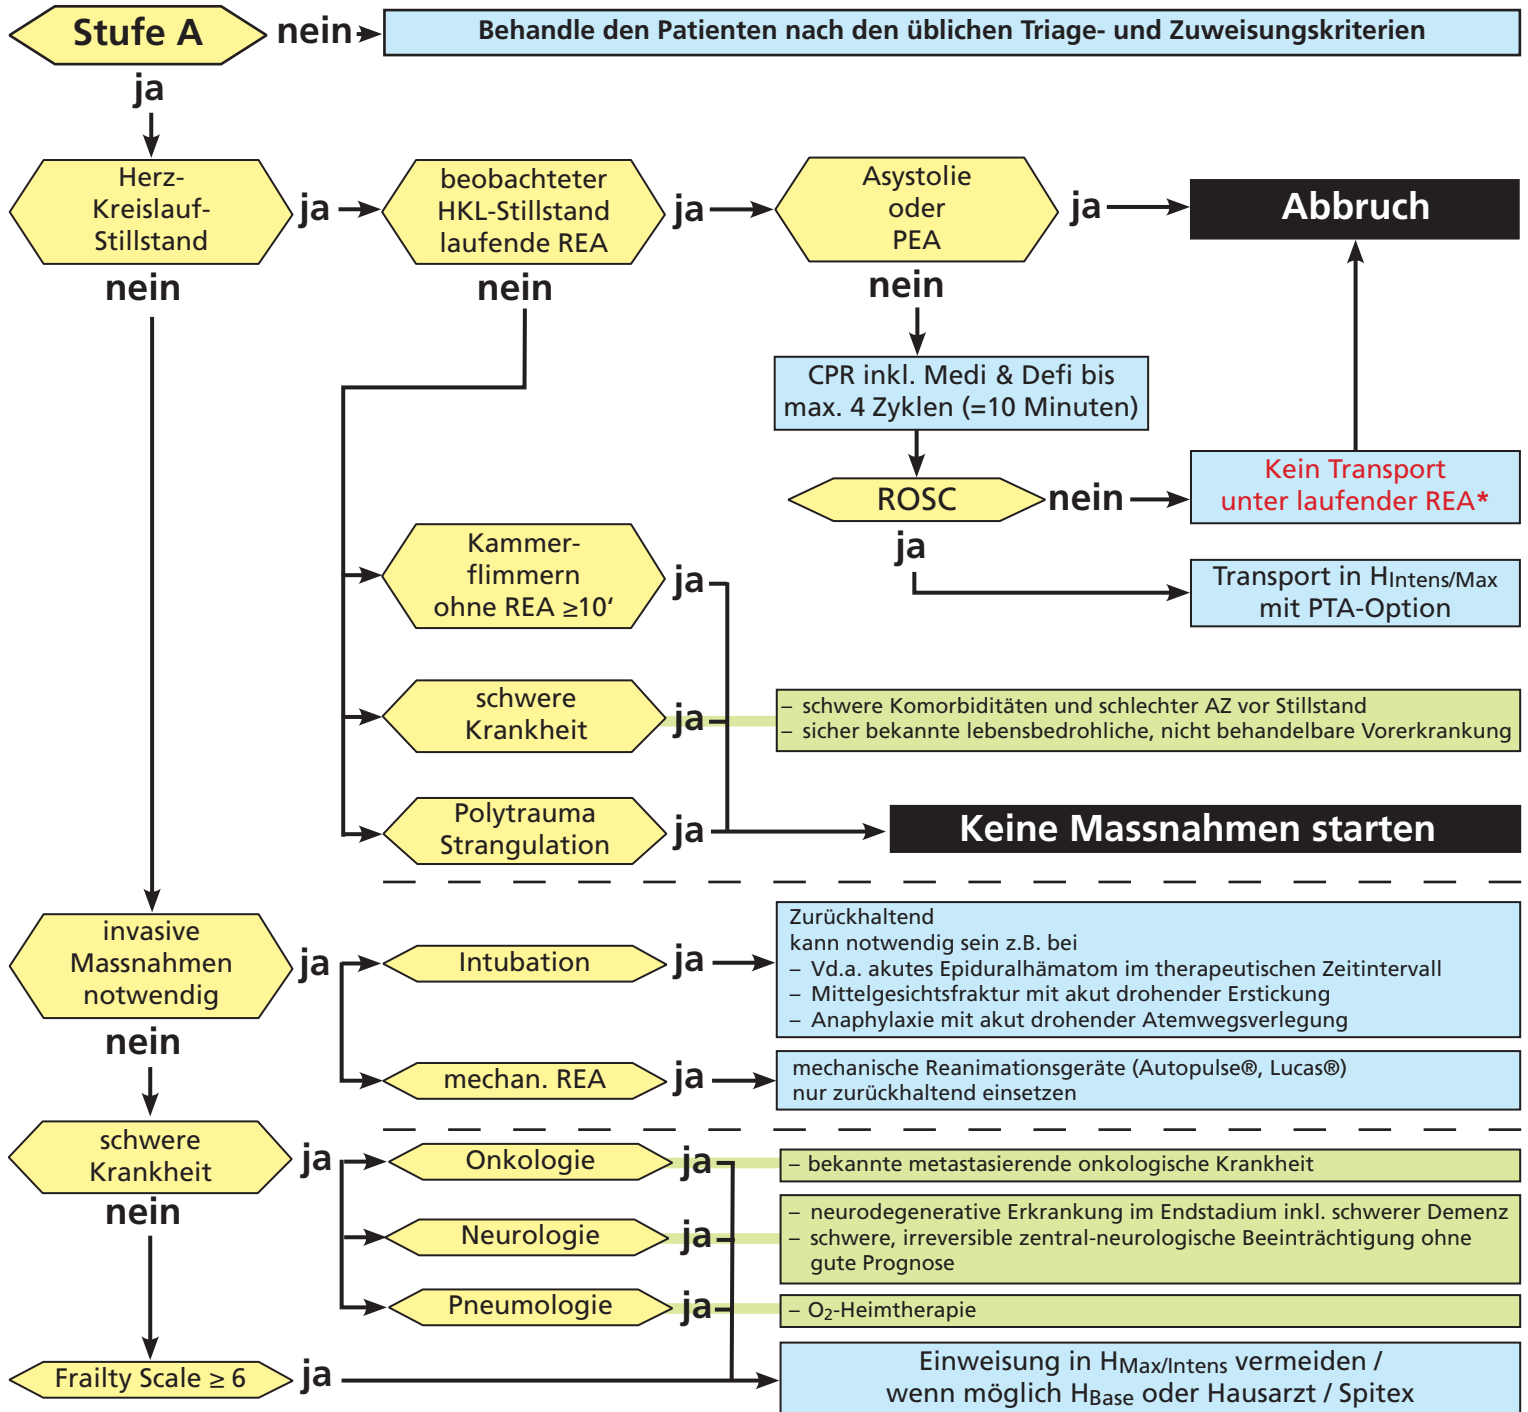 Stufe A
nein
Behandle den Patienten nach den üblichen Triage- und Zuweisungskriterien
ja
Herz-
Kreislauf-
Stillstand
ja
beobachteter
HKL-Stillstand
laufende REA
ja
Asystolie
oder
PEA
ja
Abbruch
nein
nein
nein
CPR inkl. Medi & Defi bis
max. 4 Zyklen (=10 Minuten)
ROSC
nein
Kein Transport
unter laufender REA*
ja
Transport in HIntens/Max
mit PTA-Option
Kammer-
flimmern
ohne REA ≥10‘
ja
schwere
Krankheit
ja
– schwere Komorbiditäten und schlechter AZ vor Stillstand
– sicher bekannte lebensbedrohliche, nicht behandelbare Vorerkrankung
Polytrauma
Strangulation
ja
Keine Massnahmen starten
invasive
Massnahmen
notwendig
ja
Intubation
ja
Zurückhaltend
kann notwendig sein z.B. bei
– Vd.a. akutes Epiduralhämatom im therapeutischen Zeitintervall
– Mittelgesichtsfraktur mit akut drohender Erstickung
– Anaphylaxie mit akut drohender Atemwegsverlegung
nein
mechan. REA
ja
mechanische Reanimationsgeräte (Autopulse®, Lucas®)
nur zurückhaltend einsetzen
schwere
Krankheit
ja
Onkologie
ja
– bekannte metastasierende onkologische Krankheit
nein
Neurologie
ja
– neurodegenerative Erkrankung im Endstadium inkl. schwerer Demenz
– schwere, irreversible zentral-neurologische Beeinträchtigung ohne
gute Prognose
Pneumologie
ja
– O2-Heimtherapie
Frailty Scale ≥ 6
ja
Einweisung in HMax/Intens vermeiden /
wenn möglich HBase oder Hausarzt / Spitex